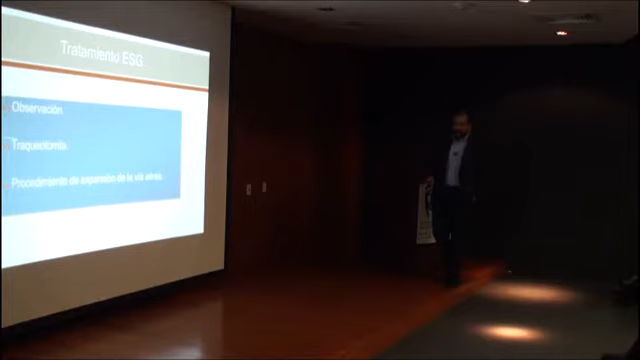 Tratamiento ESG
Observación.
Traqueotomía.
Procedimiento de expansión de la vía aérea.